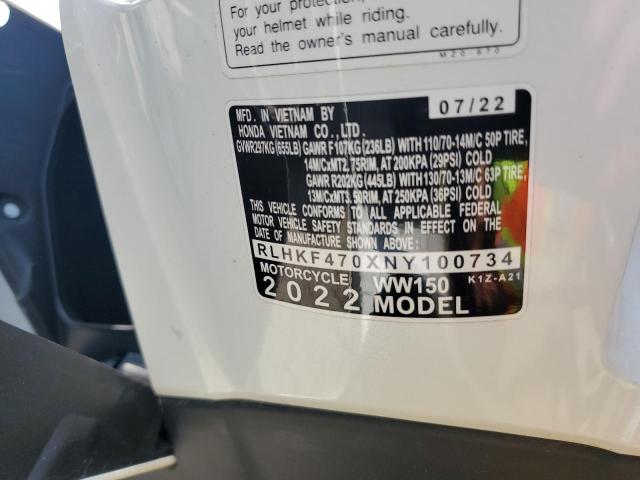 For your protection,
your helmet while riding.
Read the owner's manual carefully.
MZ0-670
MFD. IN VIETNAM BY 07/22
HONDA VIETNAM CO., LTD.
GVWR297KG (655LB) GAWR F107KG (236LB) WITH 110/70-14M/C 50P TIRE,
14M/CxMT2.75RIM, AT 200KPA (29PSI) COLD
GAWR R202KG (445LB) WITH 130/70-13M/C 63P TIRE,
13M/CxMT3.50RIM, AT 250KPA (36PSI) COLD
THIS VEHICLE CONFORMS TO ALL APPLICABLE FEDERAL
MOTOR VEHICLE SAFETY STANDARDS IN EFFECT ON THE
DATE OF MANUFACTURE SHOWN ABOVE.
RLHKF470XNY100734
MOTORCYCLE WW150 K1Z-A21
2022 MODEL